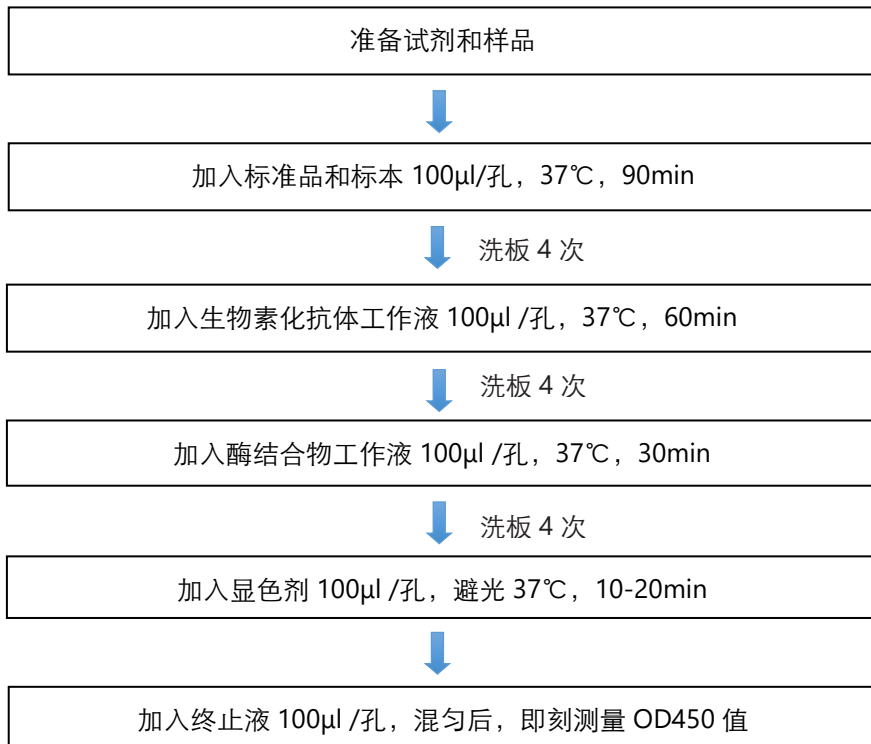 准备试剂和样品
加入标准品和标本 100μl/孔，37℃，90min
洗板 4 次
加入生物素化抗体工作液 100μl /孔，37℃，60min
洗板 4 次
加入酶结合物工作液 100μl /孔，37℃，30min
洗板 4 次
加入显色剂 100μl /孔，避光 37℃，10-20min
加入终止液 100μl /孔，混匀后，即刻测量 OD450 值